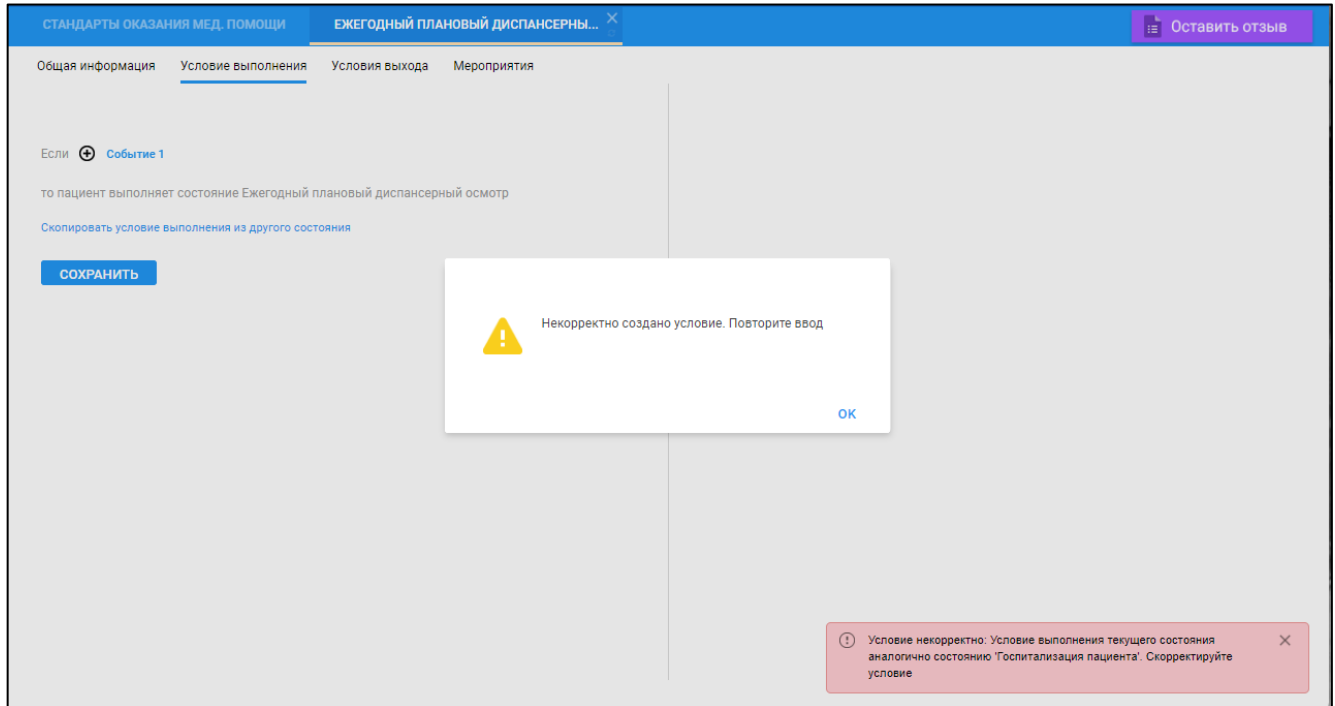 СТАНДАРТЫ ОКАЗАНИЯ МЕД. ПОМОЩИ
ЕЖЕГОДНЫЙ ПЛАНОВЫЙ ДИСПАНСЕРНЫ...
Оставить отзыв
Общая информация
Условие выполнения
Условия выхода
Мероприятия
Если Событие 1
то пациент выполняет состояние Ежегодный плановый диспансерный осмотр
Скопировать условие выполнения из другого состояния
СОХРАНИТЬ
Некорректно создано условие. Повторите ввод
ОК
Условие некорректно: Условие выполнения текущего состояния
аналогично состоянию 'Госпитализация пациента'. Скорректируйте
условие